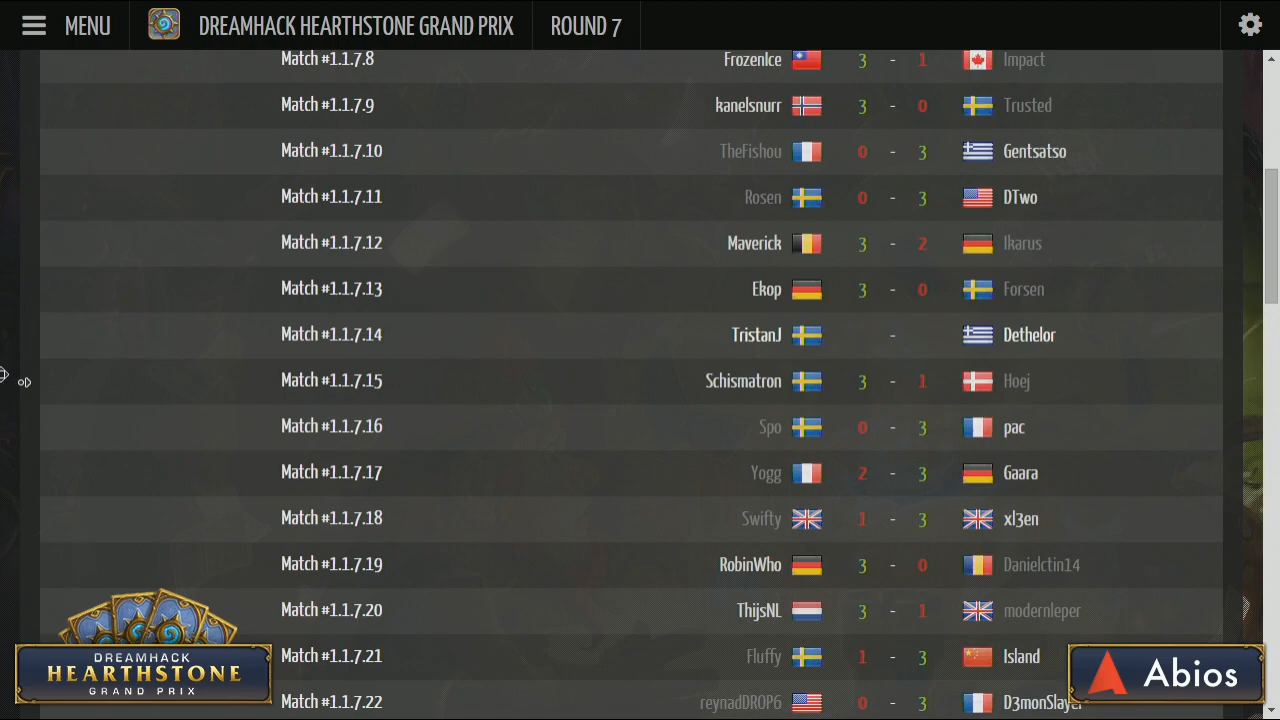 MENU DREAMHACK HEARTHSTONE GRAND PRIX ROUND 7
Match #1.1.7.8 FrozenIce 3 - 1 Impact
Match #1.1.7.9 kanelsnurr 3 - 0 Trusted
Match #1.1.7.10 TheFishou 0 - 3 Gentsatso
Match #1.1.7.11 Rosen 0 - 3 DTwo
Match #1.1.7.12 Maverick 3 - 2 Ikarus
Match #1.1.7.13 Ekop 3 - 0 Forsen
Match #1.1.7.14 TristanJ - Dethelor
Match #1.1.7.15 Schismatron 3 - 1 Hoej
Match #1.1.7.16 Spo 0 - 3 pac
Match #1.1.7.17 Yogg 2 - 3 Gaara
Match #1.1.7.18 Swifty 1 - 3 xl3en
Match #1.1.7.19 RobinWho 3 - 0 Danielctin14
Match #1.1.7.20 ThijsNL 3 - 1 modernleper
Match #1.1.7.21 Fluffy 1 - 3 Island
Match #1.1.7.22 reynadDROP6 0 - 3 D3monSlayer
DREAMHACK
HEARTHSTONE
GRAND PRIX
Abios